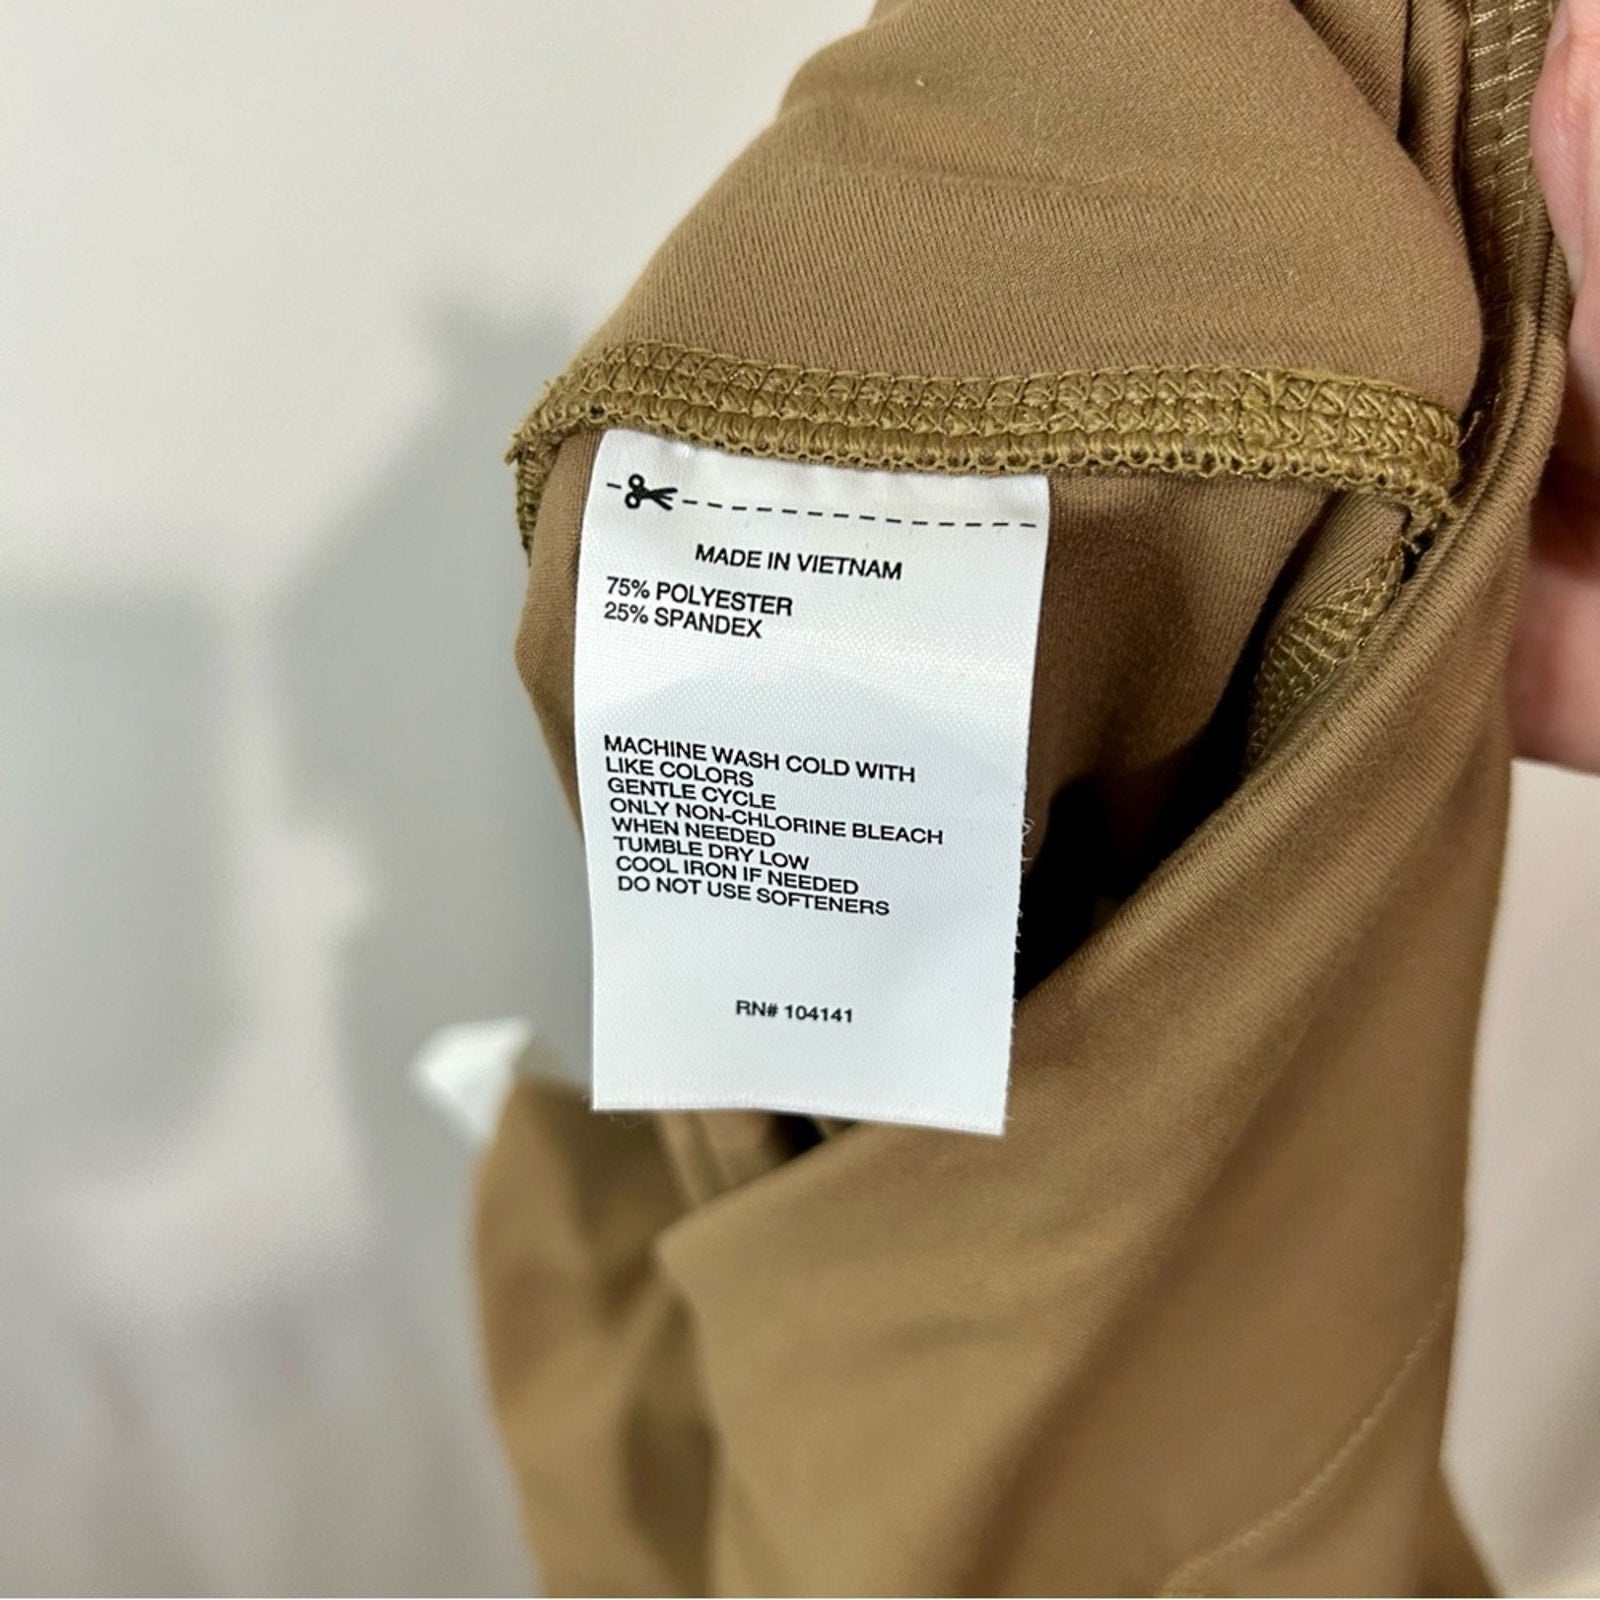 MADE IN VIETNAM
75% POLYESTER
25% SPANDEX
MACHINE WASH COLD WITH
LIKE COLORS
GENTLE CYCLE
ONLY NON-CHLORINE BLEACH
WHEN NEEDED
TUMBLE DRY LOW
COOL IRON IF NEEDED
DO NOT USE SOFTENERS
RN# 104141